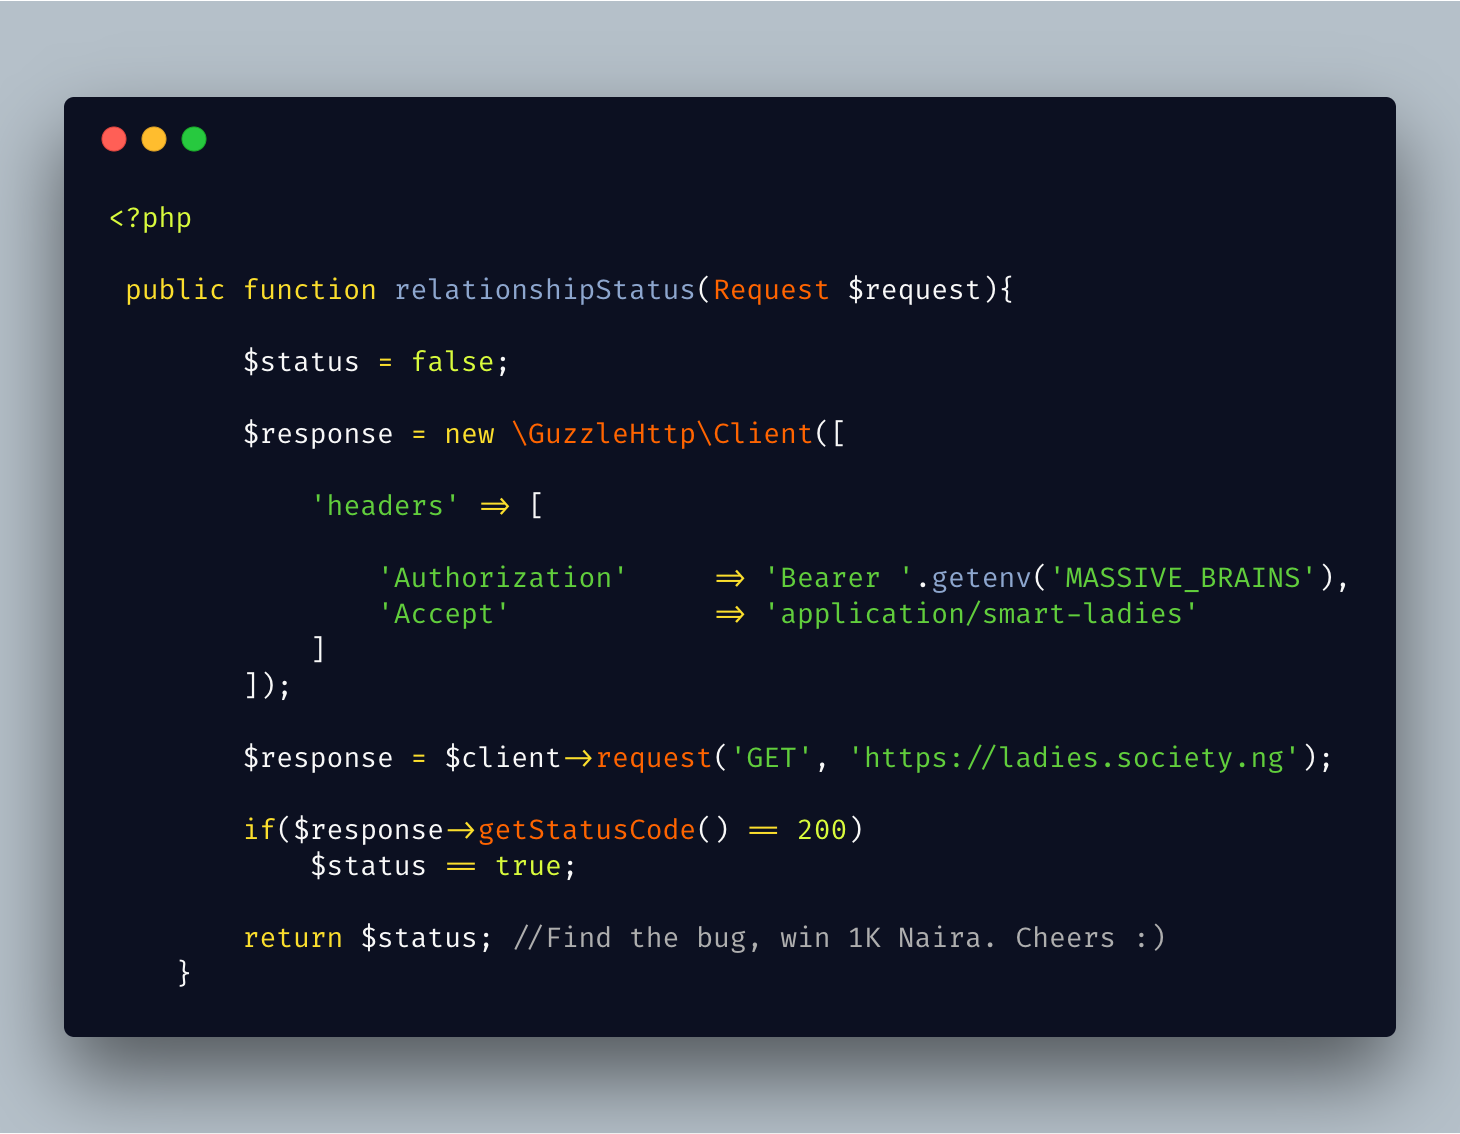 <?php
public function relationshipStatus(Request $request){
$status = false;
$response = new \GuzzleHttp\Client([
'headers' => [
'Authorization' => 'Bearer '.getenv('MASSIVE_BRAINS'),
'Accept' => 'application/smart-ladies'
]
]);
$response = $client->request('GET', 'https://ladies.society.ng');
if($response->getStatusCode() == 200)
$status == true;
return $status; //Find the bug, win 1K Naira. Cheers :)
}